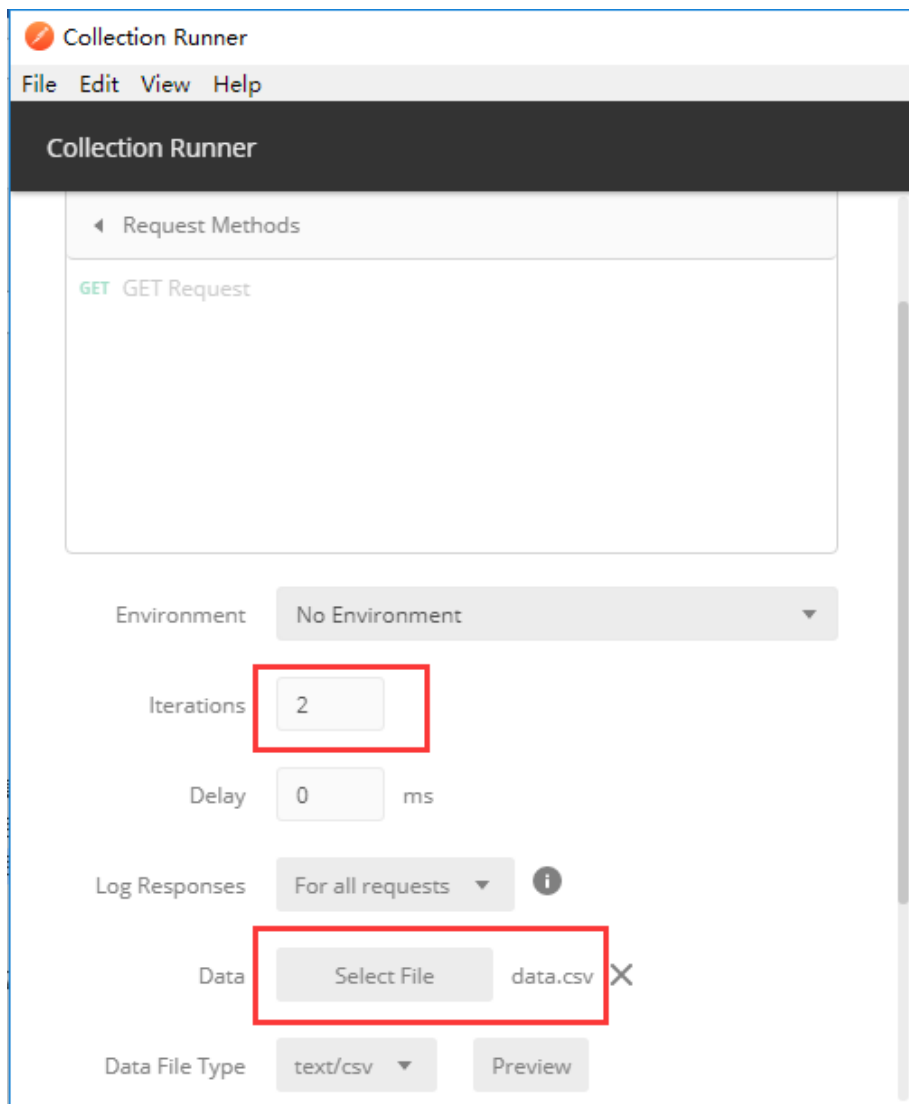 Collection Runner
File Edit View Help
Collection Runner
Request Methods
GET GET Request
Environment No Environment
Iterations 2
Delay 0 ms
Log Responses For all requests
Data Select File data.csv
Data File Type text/csv Preview